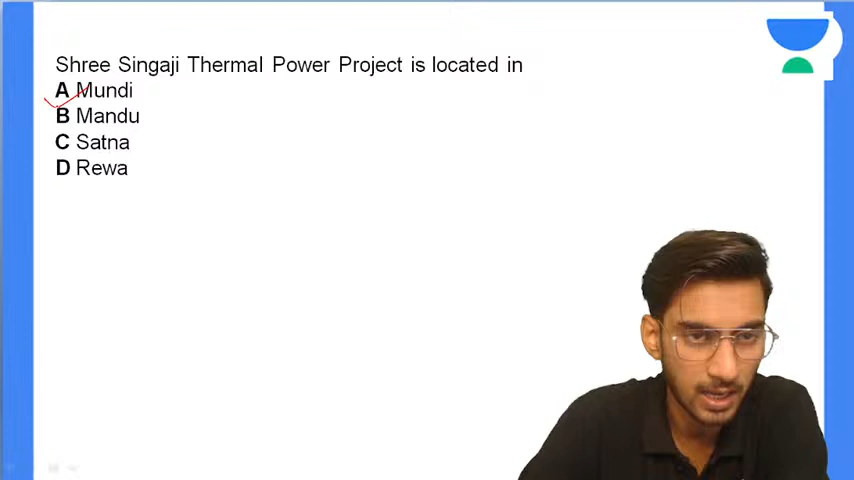 Shree Singaji Thermal Power Project is located in
A Mundi
B Mandu
C Satna
D Rewa